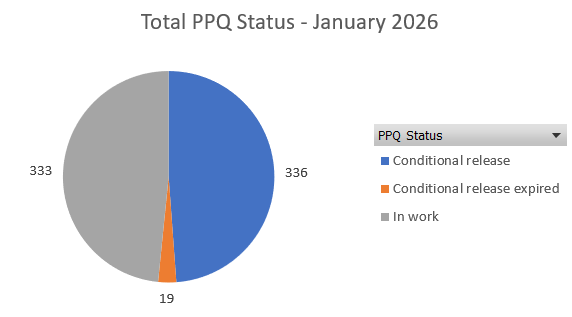 Total PPQ Status - January 2026
333
336
19
PPQ Status
Conditional release
Conditional release expired
In work